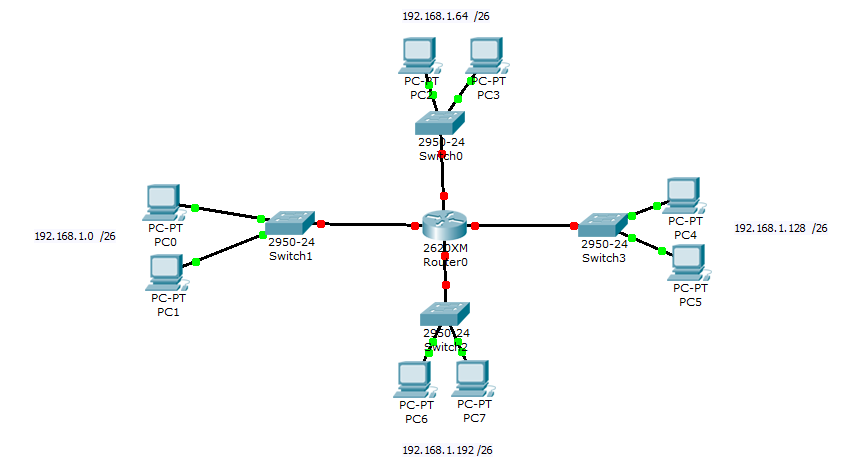 192.168.1.64 /26
PC-PT
PC2
PC-PT
PC3
2950-24
Switch0
PC-PT
PC0
2950-24
Switch1
192.168.1.0 /26
PC-PT
PC1
2620XM
Router0
2950-24
Switch3
PC-PT
PC4
192.168.1.128 /26
PC-PT
PC5
2950-24
Switch2
PC-PT
PC6
PC-PT
PC7
192.168.1.192 /26